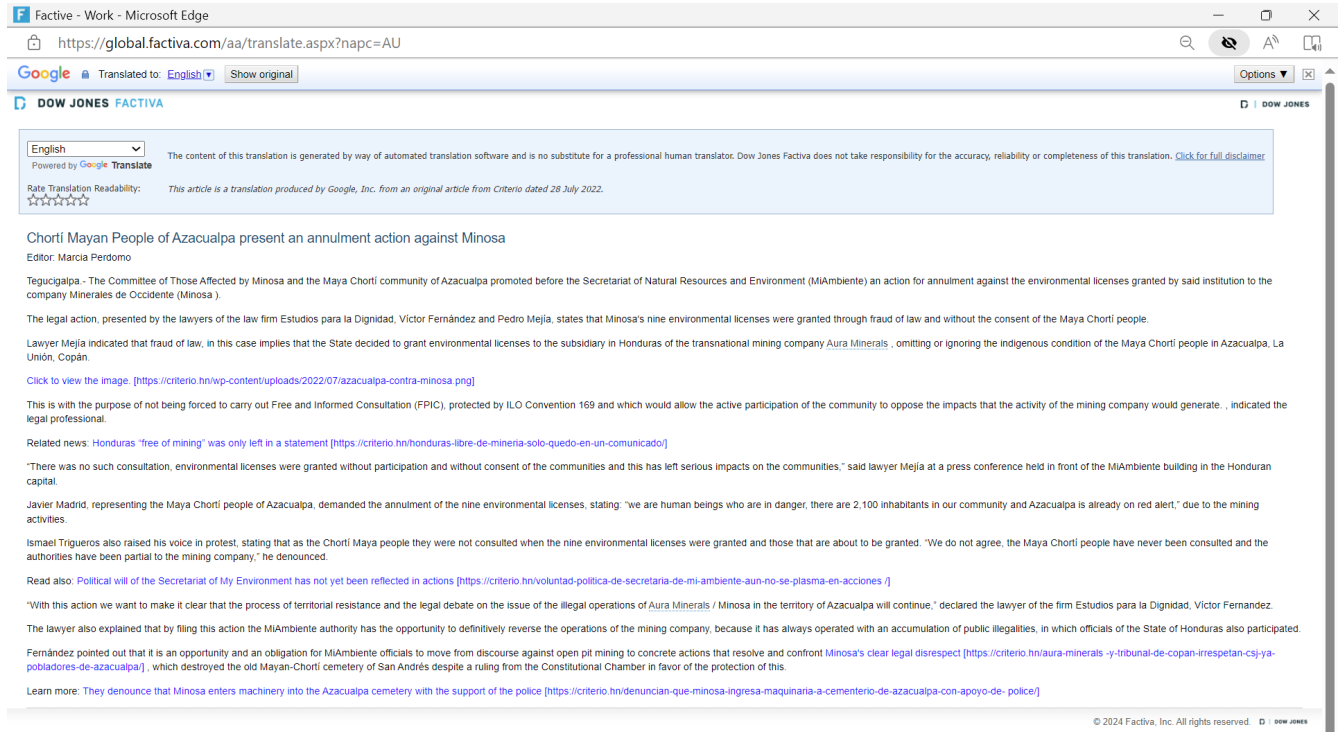 Factive - Work - Microsoft Edge
https://global.factiva.com/aa/translate.aspx?napc=AU
Google Translated to: English Show original Options ▼
DOW JONES FACTIVA
DOW JONES
English
Powered by Google Translate
The content of this translation is generated by way of automated translation software and is no substitute for a professional human translator. Dow Jones Factiva does not take responsibility for the accuracy, reliability or completeness of this translation. Click for full disclaimer
Rate Translation Readability:
This article is a translation produced by Google, Inc. from an original article from Criterio dated 28 July 2022.
Chortí Mayan People of Azacualpa present an annulment action against Minosa
Editor: Marcia Perdomo
Tegucigalpa.- The Committee of Those Affected by Minosa and the Maya Chortí community of Azacualpa promoted before the Secretariat of Natural Resources and Environment (MiAmbiente) an action for annulment against the environmental licenses granted by said institution to the
company Minerales de Occidente (Minosa ).
The legal action, presented by the lawyers of the law firm Estudios para la Dignidad, Víctor Fernández and Pedro Mejía, states that Minosa's nine environmental licenses were granted through fraud of law and without the consent of the Maya Chortí people.
Lawyer Mejía indicated that fraud of law, in this case implies that the State decided to grant environmental licenses to the subsidiary in Honduras of the transnational mining company Aura Minerals , omitting or ignoring the indigenous condition of the Maya Chortí people in Azacualpa, La
Unión, Copán.
Click to view the image. [https://criterio.hn/wp-content/uploads/2022/07/azacualpa-contra-minosa.png]
This is with the purpose of not being forced to carry out Free and Informed Consultation (FPIC), protected by ILO Convention 169 and which would allow the active participation of the community to oppose the impacts that the activity of the mining company would generate. , indicated the
legal professional.
Related news: Honduras “free of mining” was only left in a statement [https://criterio.hn/honduras-libre-de-mineria-solo-quedo-en-un-comunicado/]
“There was no such consultation, environmental licenses were granted without participation and without consent of the communities and this has left serious impacts on the communities,” said lawyer Mejía at a press conference held in front of the MiAmbiente building in the Honduran
capital.
Javier Madrid, representing the Maya Chortí people of Azacualpa, demanded the annulment of the nine environmental licenses, stating: “we are human beings who are in danger, there are 2,100 inhabitants in our community and Azacualpa is already on red alert,” due to the mining
activities.
Ismael Trigueros also raised his voice in protest, stating that as the Chortí Maya people they were not consulted when the nine environmental licenses were granted and those that are about to be granted. “We do not agree, the Maya Chortí people have never been consulted and the
authorities have been partial to the mining company,” he denounced.
Read also: Political will of the Secretariat of My Environment has not yet been reflected in actions [https://criterio.hn/voluntad-politica-de-secretaria-de-mi-ambiente-aun-no-se-plasma-en-acciones /]
“With this action we want to make it clear that the process of territorial resistance and the legal debate on the issue of the illegal operations of Aura Minerals / Minosa in the territory of Azacualpa will continue,” declared the lawyer of the firm Estudios para la Dignidad, Víctor Fernandez.
The lawyer also explained that by filing this action the MiAmbiente authority has the opportunity to definitively reverse the operations of the mining company, because it has always operated with an accumulation of public illegalities, in which officials of the State of Honduras also participated.
Fernández pointed out that it is an opportunity and an obligation for MiAmbiente officials to move from discourse against open pit mining to concrete actions that resolve and confront Minosa's clear legal disrespect [https://criterio.hn/aura-minerals -y-tribunal-de-copan-irrespetan-csj-ya-
pobladores-de-azacualpa/] , which destroyed the old Mayan-Chortí cemetery of San Andrés despite a ruling from the Constitutional Chamber in favor of the protection of this.
Learn more: They denounce that Minosa enters machinery into the Azacualpa cemetery with the support of the police [https://criterio.hn/denuncian-que-minosa-ingresa-maquinaria-a-cementerio-de-azacualpa-con-apoyo-de- police/]
© 2024 Factiva, Inc. All rights reserved. DOW JONES